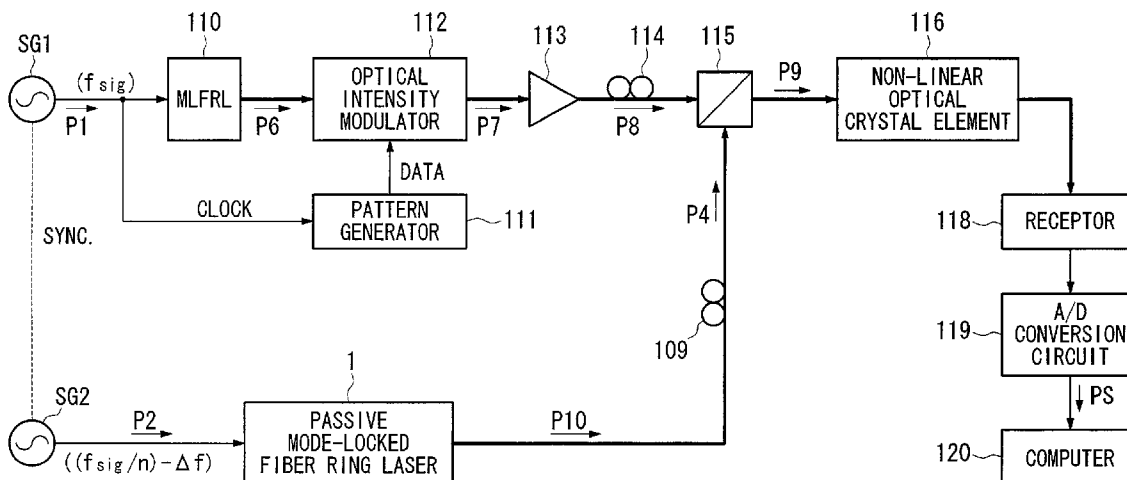 SG1
(fsig)
P1
110
MLFRL
P6
112
OPTICAL
INTENSITY
MODULATOR
P7
113
114
P8
115
P9
116
NON-LINEAR
OPTICAL
CRYSTAL ELEMENT
DATA
CLOCK
PATTERN
GENERATOR
111
SYNC.
P4
109
118
RECEPTOR
119
A/D
CONVERSION
CIRCUIT
PS
120
COMPUTER
SG2
P2
((fsig/n)-Δf)
1
PASSIVE
MODE-LOCKED
FIBER RING LASER
P10